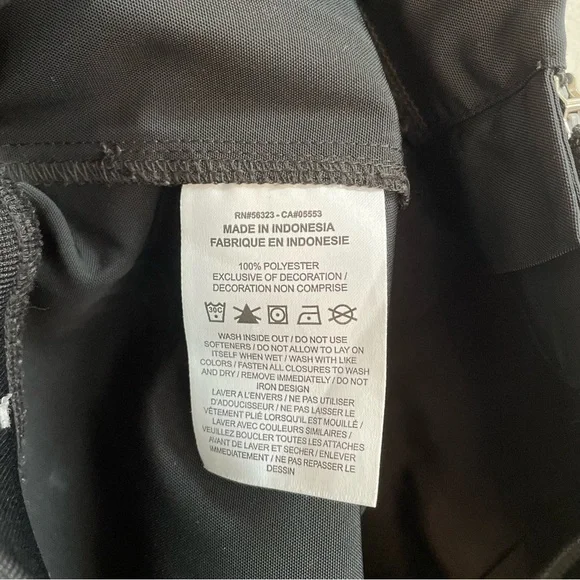 RN#56323 - CA#05553
MADE IN INDONESIA
FABRIQUE EN INDONESIE
100% POLYESTER
EXCLUSIVE OF DECORATION /
DECORATION NON COMPRISE
30C
WASH INSIDE OUT / DO NOT USE
SOFTENERS / DO NOT ALLOW TO LAY ON
ITSELF WHEN WET / WASH WITH LIKE
COLORS / FASTEN ALL CLOSURES TO WASH
AND DRY / REMOVE IMMEDIATELY / DO NOT
IRON DESIGN
LAVER A L'ENVERS / NE PAS UTILISER
D'ADOUCISSEUR / NE PAS LAISSER LE
VÊTEMENT PLIÉ LORSQU'IL EST MOUILLÉ /
LAVER AVEC COULEURS SIMILAIRES /
VEUILLEZ BOUCLER TOUTES LES ATTACHES
AVANT DE LAVER ET SECHER / ENLEVER
IMMEDIATEMENT / NE PAS REPASSER LE
DESSIN